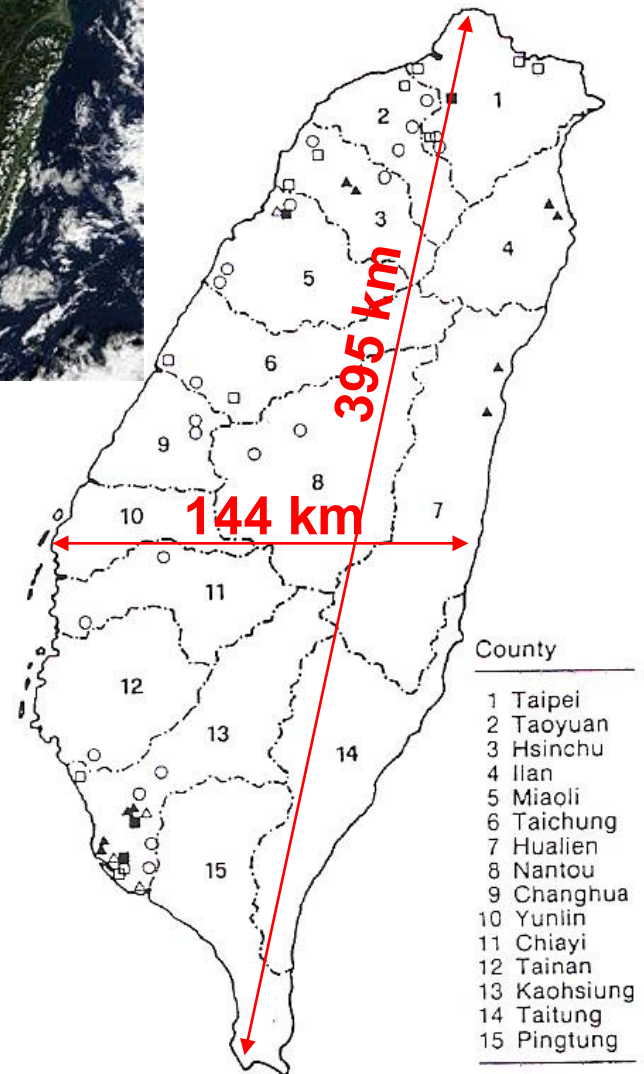 1
2
3
4
5
395 km
6
9
8
7
10
144 km
11
12
13
14
15
County
1 Taipei
2 Taoyuan
3 Hsinchu
4 Ilan
5 Miaoli
6 Taichung
7 Hualien
8 Nantou
9 Changhua
10 Yunlin
11 Chiayi
12 Tainan
13 Kaohsiung
14 Taitung
15 Pingtung